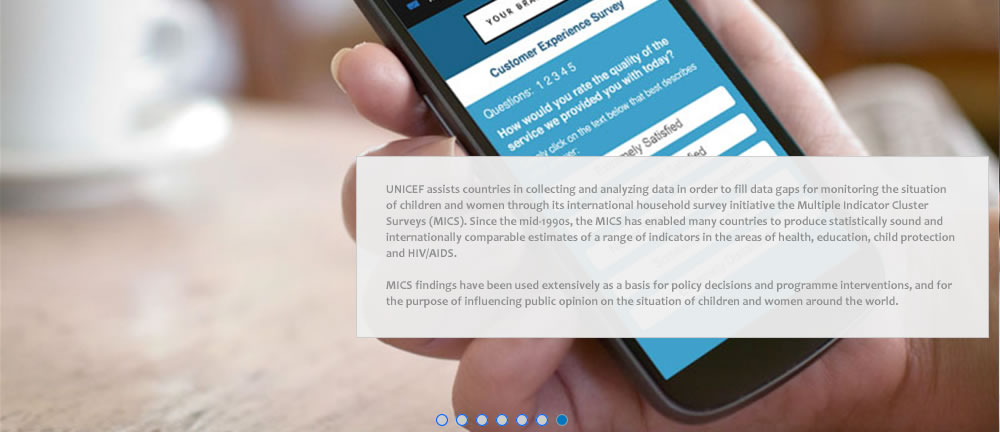 YOUR BRA
Customer Experience Survey
Questions: 1 2 3 4 5
How would you rate the quality of the
service we provided you with today?
click on the text below that best describes
Satisfied
UNICEF assists countries in collecting and analyzing data in order to fill data gaps for monitoring the situation
of children and women through its international household survey initiative the Multiple Indicator Cluster
Surveys (MICS). Since the mid-1990s, the MICS has enabled many countries to produce statistically sound and
internationally comparable estimates of a range of indicators in the areas of health, education, child protection
and HIV/AIDS.
MICS findings have been used extensively as a basis for policy decisions and programme interventions, and for
the purpose of influencing public opinion on the situation of children and women around the world.